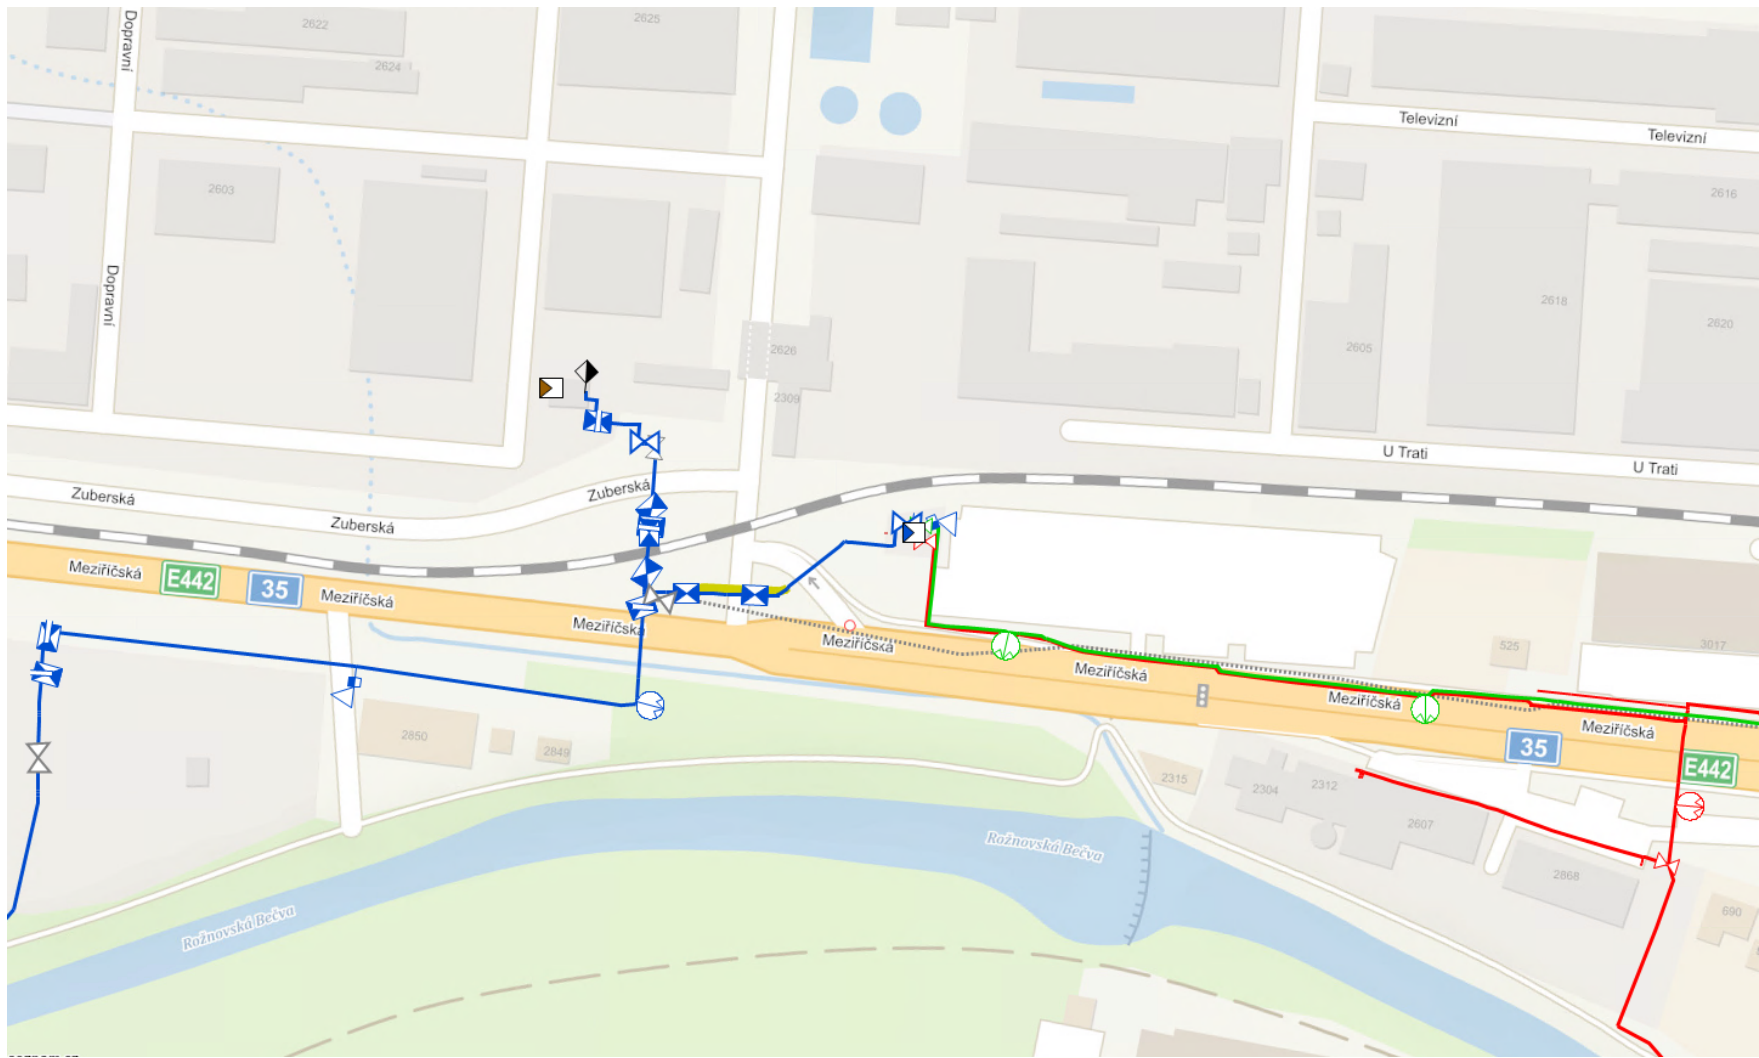 Dopravní
2622
2625
2624
Televizní
Televizní
2603
2616
Dopravní
2618
2620
2626
2605
2309
U Trati
U Trati
Zuberská
Zuberská
Zuberská
Meziříčská
E442
35
Meziříčská
Meziříčská
Meziříčská
Meziříčská
Meziříčská
Meziříčská
525
3017
35
E442
2850
2849
2315
2304
2312
2607
2868
690
Rožnovská Bečva
Rožnovská Bečva